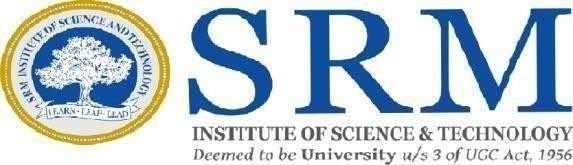 SRM INSTITUTE OF SCIENCE AND TECHNOLOGY
LEARN · LEAP · LEAD
SRM
INSTITUTE OF SCIENCE & TECHNOLOGY
Deemed to be University u/s 3 of UGC Act, 1956